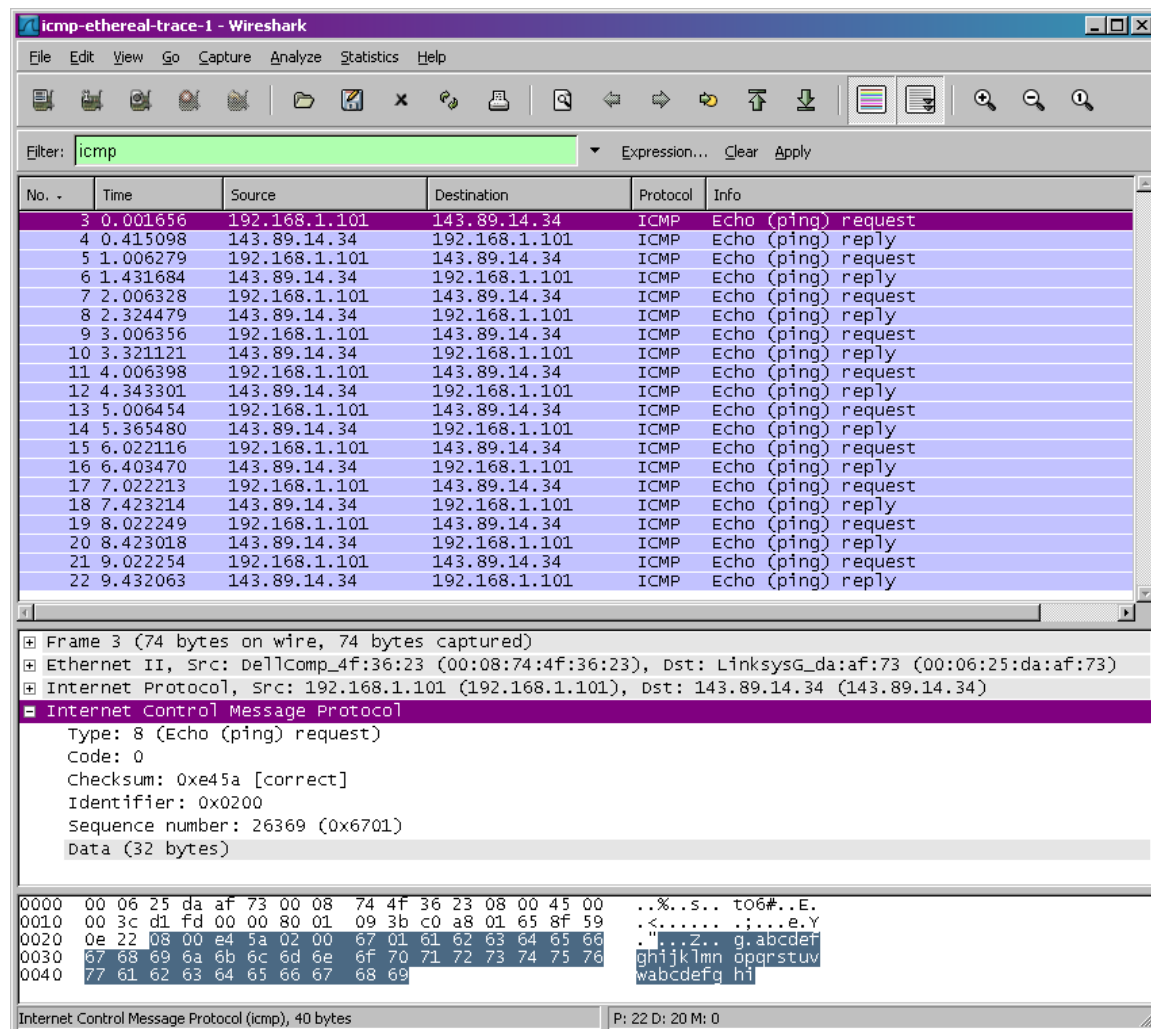 icmp-ethereal-trace-1 - Wireshark
File Edit View Go Capture Analyze Statistics Help
Filter: icmp Expression... Clear Apply
No. Time Source Destination Protocol Info
3 0.001656 192.168.1.101 143.89.14.34 ICMP Echo (ping) request
4 0.415098 143.89.14.34 192.168.1.101 ICMP Echo (ping) reply
5 1.006279 192.168.1.101 143.89.14.34 ICMP Echo (ping) request
6 1.431684 143.89.14.34 192.168.1.101 ICMP Echo (ping) reply
7 2.006328 192.168.1.101 143.89.14.34 ICMP Echo (ping) request
8 2.324479 143.89.14.34 192.168.1.101 ICMP Echo (ping) reply
9 3.006356 192.168.1.101 143.89.14.34 ICMP Echo (ping) request
10 3.321121 143.89.14.34 192.168.1.101 ICMP Echo (ping) reply
11 4.006398 192.168.1.101 143.89.14.34 ICMP Echo (ping) request
12 4.343301 143.89.14.34 192.168.1.101 ICMP Echo (ping) reply
13 5.006454 192.168.1.101 143.89.14.34 ICMP Echo (ping) request
14 5.365480 143.89.14.34 192.168.1.101 ICMP Echo (ping) reply
15 6.022116 192.168.1.101 143.89.14.34 ICMP Echo (ping) request
16 6.403470 143.89.14.34 192.168.1.101 ICMP Echo (ping) reply
17 7.022213 192.168.1.101 143.89.14.34 ICMP Echo (ping) request
18 7.423214 143.89.14.34 192.168.1.101 ICMP Echo (ping) reply
19 8.022249 192.168.1.101 143.89.14.34 ICMP Echo (ping) request
20 8.423018 143.89.14.34 192.168.1.101 ICMP Echo (ping) reply
21 9.022254 192.168.1.101 143.89.14.34 ICMP Echo (ping) request
22 9.432063 143.89.14.34 192.168.1.101 ICMP Echo (ping) reply
Frame 3 (74 bytes on wire, 74 bytes captured)
Ethernet II, Src: DellComp_4f:36:23 (00:08:74:4f:36:23), Dst: LinksysG_da:af:73 (00:06:25:da:af:73)
Internet Protocol, Src: 192.168.1.101 (192.168.1.101), Dst: 143.89.14.34 (143.89.14.34)
Internet Control Message Protocol
Type: 8 (Echo (ping) request)
Code: 0
Checksum: 0xe45a [correct]
Identifier: 0x0200
Sequence number: 26369 (0x6701)
Data (32 bytes)
0000 00 06 25 da af 73 00 08 74 4f 36 23 08 00 45 00 ..%..s.. tO6#..E.
0010 00 3c d1 fd 00 00 80 01 09 3b c0 a8 01 65 8f 59 .<...... .;...e.Y
0020 0e 22 08 00 e4 5a 02 00 67 01 61 62 63 64 65 66 ."...Z.. g.abcdef
0030 67 68 69 6a 6b 6c 6d 6e 6f 70 71 72 73 74 75 76 ghijklmn opqrstuv
0040 77 61 62 63 64 65 66 67 68 69 wabcdefg hi
Internet Control Message Protocol (icmp), 40 bytes P: 22 D: 20 M: 0